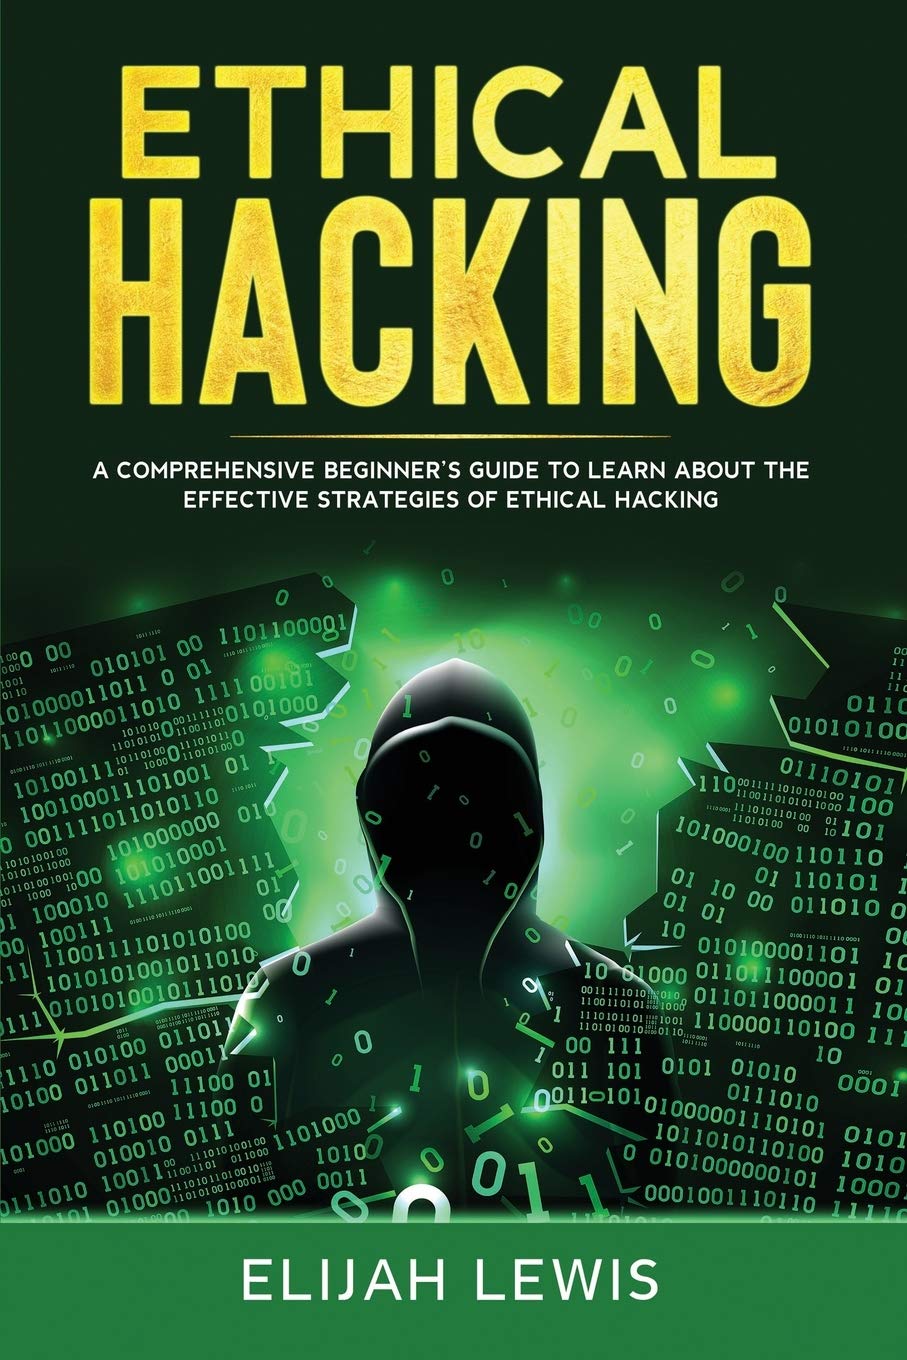 ETHICAL
HACKING
A COMPREHENSIVE BEGINNER'S GUIDE TO LEARN ABOUT THE
EFFECTIVE STRATEGIES OF ETHICAL HACKING
ELIJAH LEWIS